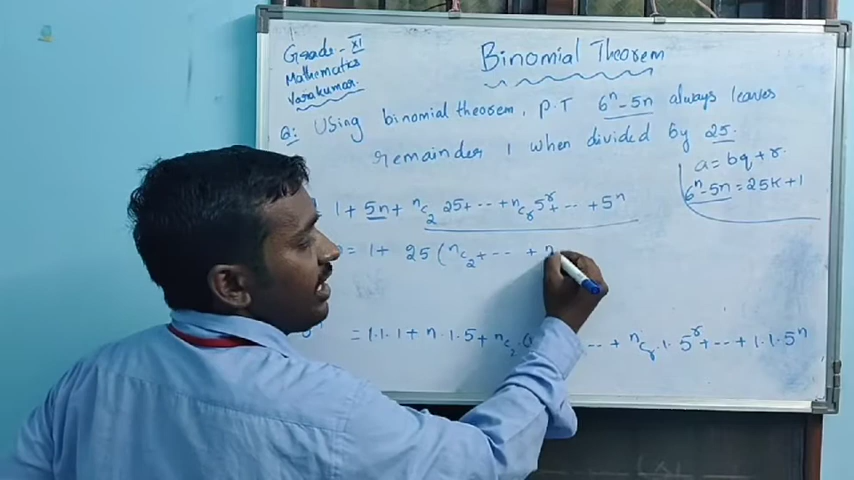 Grade - XI
Mathematics
Varakumar.
Binomial Theorem
Q: Using binomial theorem, P.T 6ⁿ-5n always leaves
remainder 1 when divided by 25.
a = bq + r.
6ⁿ-5n = 25k+1
1 + 5n + ⁿc₂ 25 + --- + ⁿcᵣ 5ʳ + --- + 5ⁿ
= 1 + 25 (ⁿc₂ + --- + n
= 1·1·1 + n·1·5 + ⁿc₂ --- + ⁿcᵣ·1·5ʳ + --- + 1·1·5ⁿ